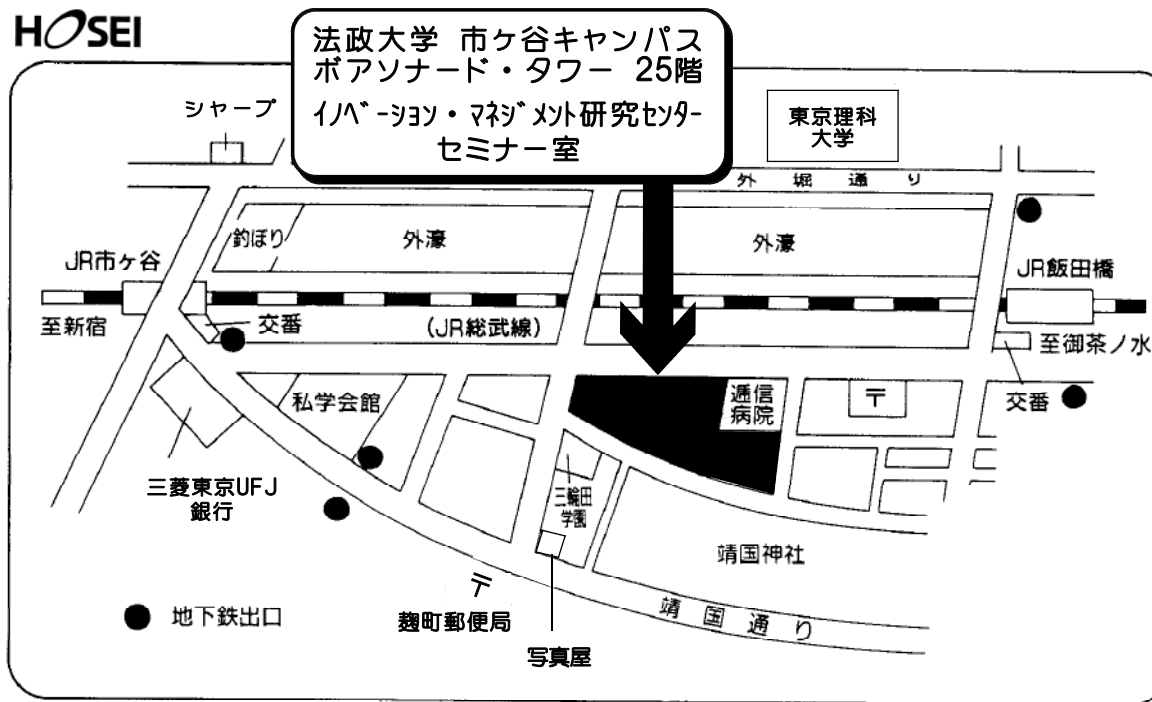 HOSEI
法政大学 市ケ谷キャンパス
ボアソナード・タワー 25階
イノベーション・マネジメント研究センター
セミナー室
シャープ
東京理科
大学
外堀通り
釣ぼり
外濠
外濠
JR市ヶ谷
JR飯田橋
至新宿
交番
(JR総武線)
至御茶ノ水
私学会館
逓信
病院
〒
交番
三菱東京UFJ
銀行
三輪田
学園
靖国神社
〒
地下鉄出口
麹町郵便局
靖国通り
写真屋